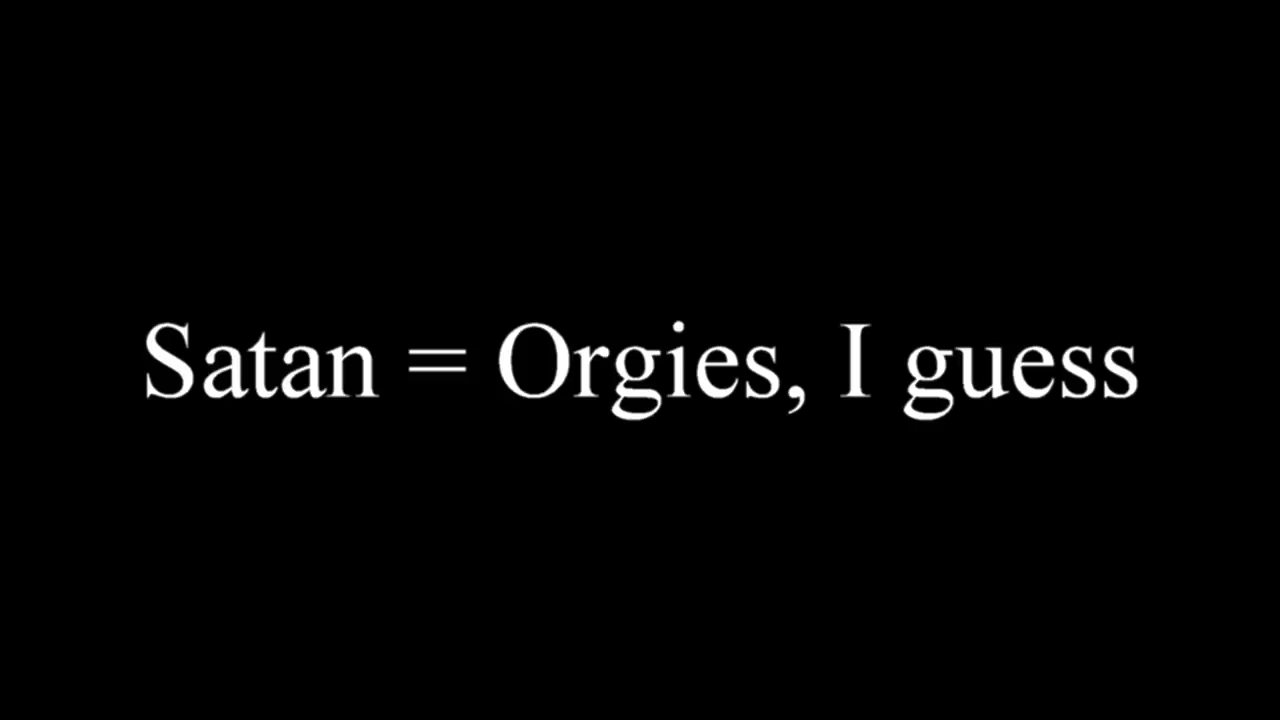 Satan = Orgies, I guess